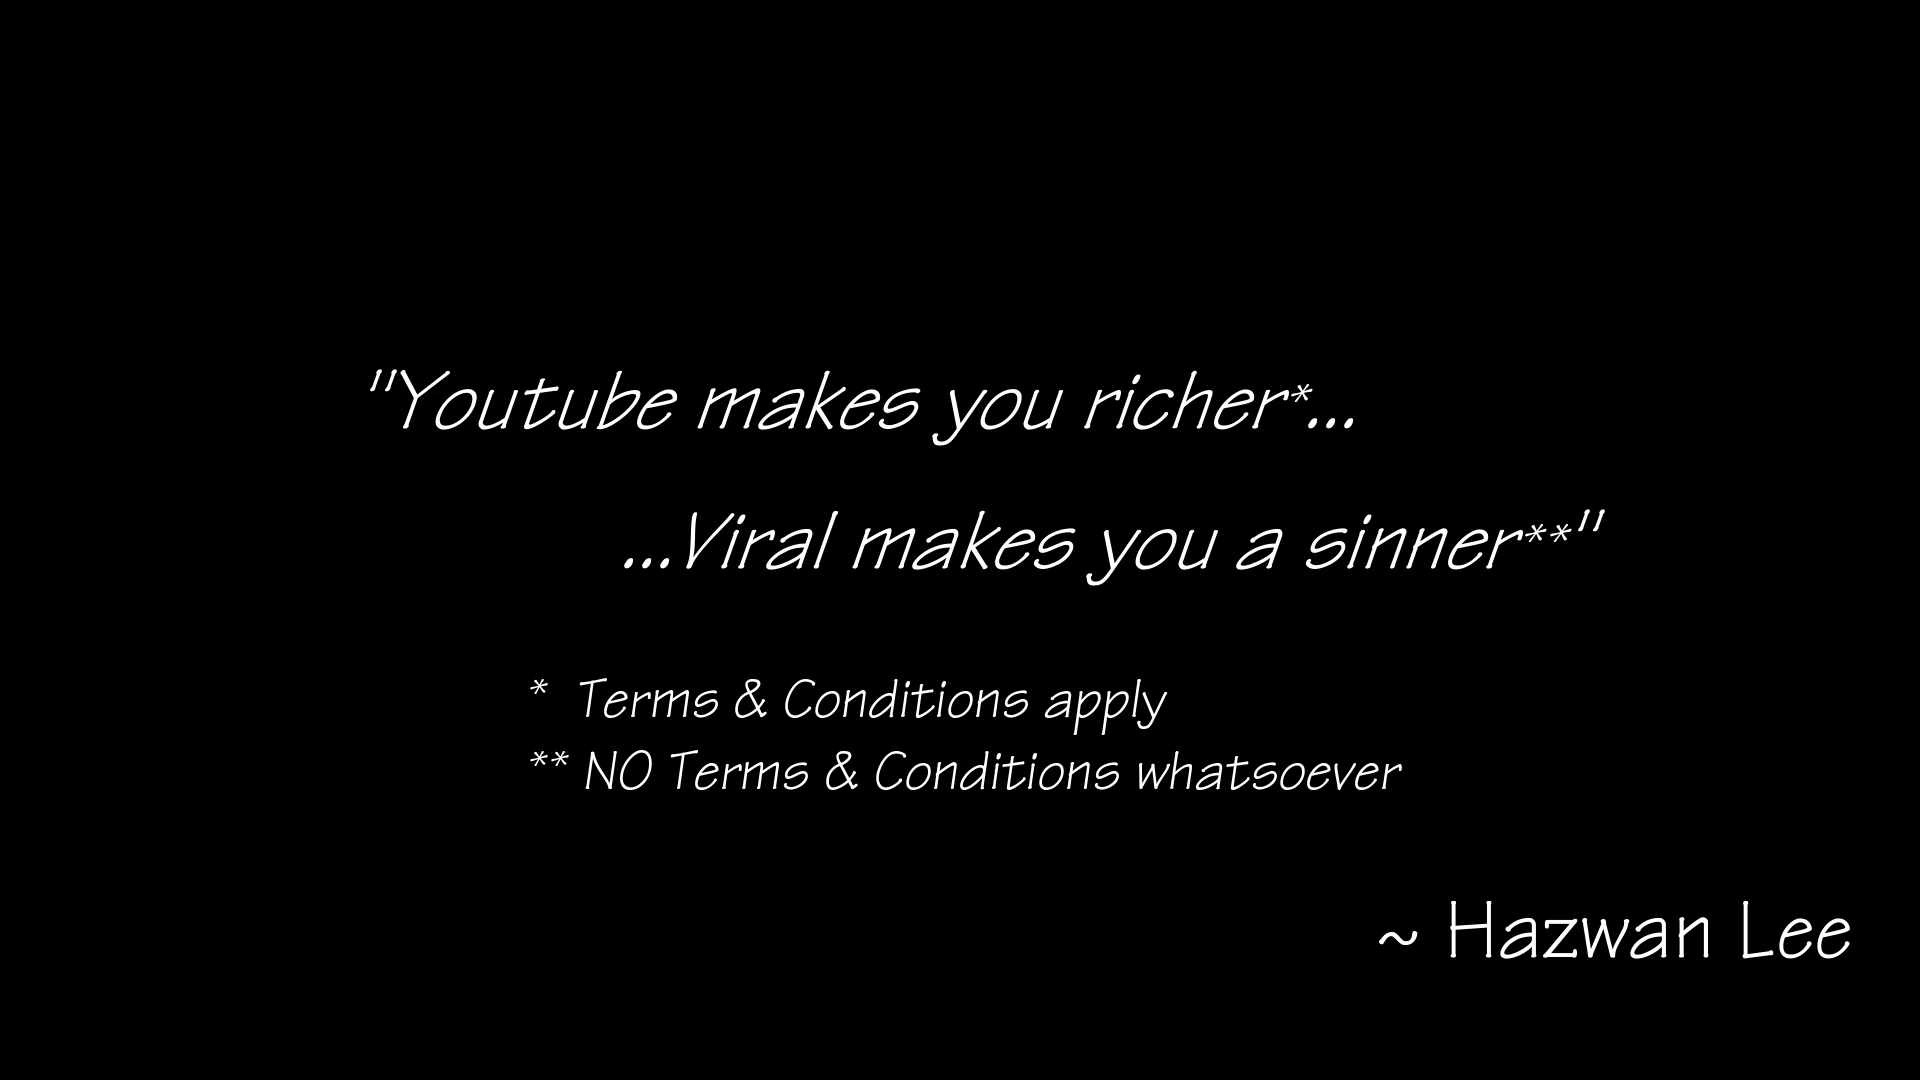 "Youtube makes you richer*...
...Viral makes you a sinner**"
* Terms & Conditions apply
** NO Terms & Conditions whatsoever
~ Hazwan Lee